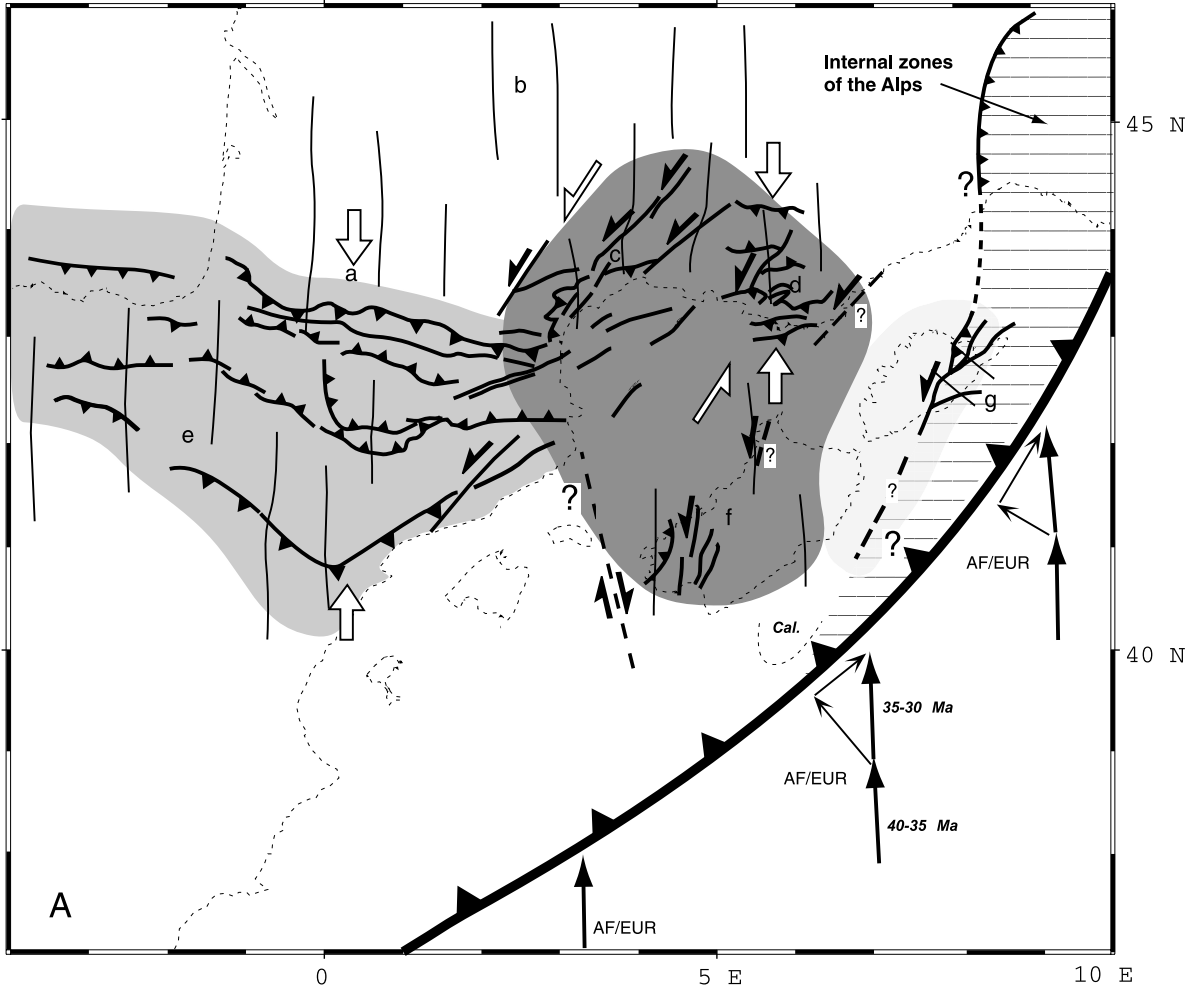 b
Internal zones
of the Alps
45 N
?
a
c
d
?
e
g
?
?
?
f
?
AF/EUR
Cal.
40 N
35-30 Ma
AF/EUR
40-35 Ma
A
AF/EUR
0
5 E
10 E